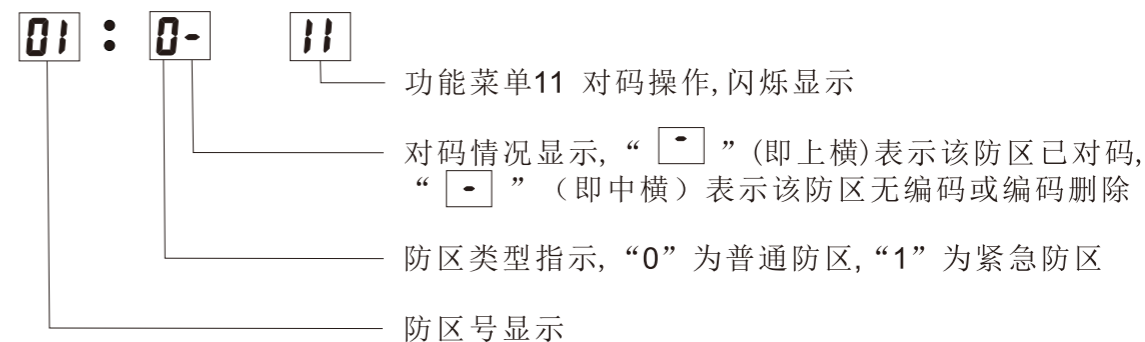 01 : 0- 11
功能菜单11 对码操作,闪烁显示
对码情况显示, “ - ”(即上横)表示该防区已对码,
“ - ” (即中横)表示该防区无编码或编码删除
防区类型指示, “0”为普通防区, “1”为紧急防区
防区号显示